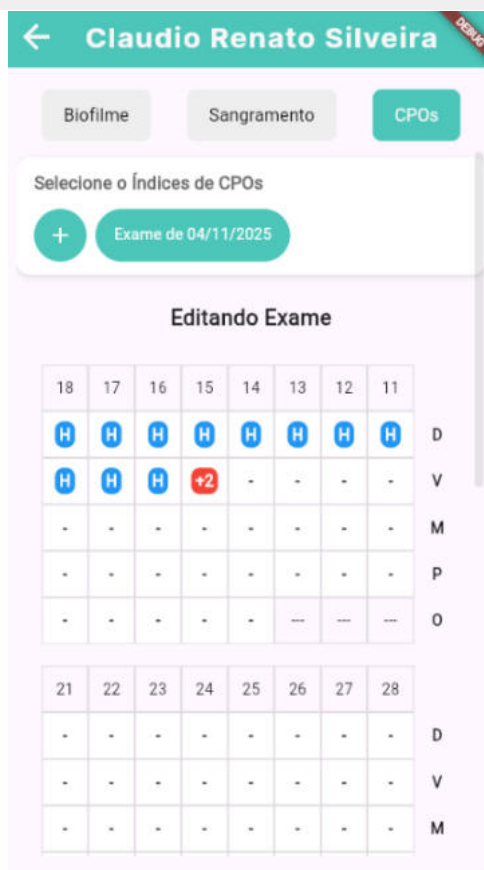 ← Claudio Renato Silveira DEBUG
Biofilme Sangramento CPOs
Selecione o Índices de CPOs
+ Exame de 04/11/2025
Editando Exame
18 17 16 15 14 13 12 11
H H H H H H H H D
H H H +2 - - - - V
- - - - - - - - M
- - - - - - - - P
- - - - - --- --- --- O
21 22 23 24 25 26 27 28
- - - - - - - - D
- - - - - - - - V
- - - - - - - - M